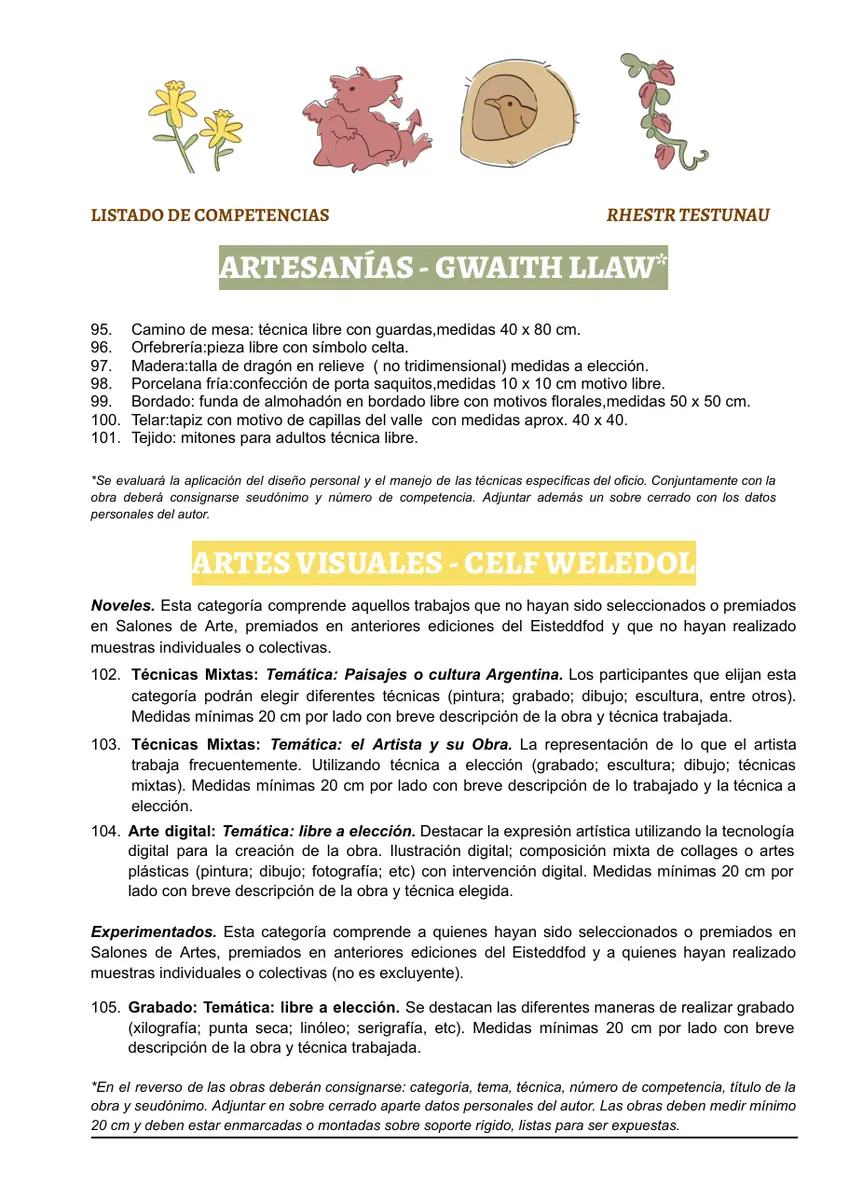 LISTADO DE COMPETENCIAS
RHESTR TESTUNAU
ARTESANÍAS - GWAITH LLAW*
95. Camino de mesa: técnica libre con guardas,medidas 40 x 80 cm.
96. Orfebrería:pieza libre con símbolo celta.
97. Madera:talla de dragón en relieve ( no tridimensional) medidas a elección.
98. Porcelana fría:confección de porta saquitos,medidas 10 x 10 cm motivo libre.
99. Bordado: funda de almohadón en bordado libre con motivos florales,medidas 50 x 50 cm.
100. Telar:tapiz con motivo de capillas del valle con medidas aprox. 40 x 40.
101. Tejido: mitones para adultos técnica libre.
*Se evaluará la aplicación del diseño personal y el manejo de las técnicas específicas del oficio. Conjuntamente con la
obra deberá consignarse seudónimo y número de competencia. Adjuntar además un sobre cerrado con los datos
personales del autor.
ARTES VISUALES - CELF WELEDOL
Noveles. Esta categoría comprende aquellos trabajos que no hayan sido seleccionados o premiados
en Salones de Arte, premiados en anteriores ediciones del Eisteddfod y que no hayan realizado
muestras individuales o colectivas.
102. Técnicas Mixtas: Temática: Paisajes o cultura Argentina. Los participantes que elijan esta
categoría podrán elegir diferentes técnicas (pintura; grabado; dibujo; escultura, entre otros).
Medidas mínimas 20 cm por lado con breve descripción de la obra y técnica trabajada.
103. Técnicas Mixtas: Temática: el Artista y su Obra. La representación de lo que el artista
trabaja frecuentemente. Utilizando técnica a elección (grabado; escultura; dibujo; técnicas
mixtas). Medidas mínimas 20 cm por lado con breve descripción de lo trabajado y la técnica a
elección.
104. Arte digital: Temática: libre a elección. Destacar la expresión artística utilizando la tecnología
digital para la creación de la obra. Ilustración digital; composición mixta de collages o artes
plásticas (pintura; dibujo; fotografía; etc) con intervención digital. Medidas mínimas 20 cm por
lado con breve descripción de la obra y técnica elegida.
Experimentados. Esta categoría comprende a quienes hayan sido seleccionados o premiados en
Salones de Artes, premiados en anteriores ediciones del Eisteddfod y a quienes hayan realizado
muestras individuales o colectivas (no es excluyente).
105. Grabado: Temática: libre a elección. Se destacan las diferentes maneras de realizar grabado
(xilografía; punta seca; linóleo; serigrafía, etc). Medidas mínimas 20 cm por lado con breve
descripción de la obra y técnica trabajada.
*En el reverso de las obras deberán consignarse: categoría, tema, técnica, número de competencia, título de la
obra y seudónimo. Adjuntar en sobre cerrado aparte datos personales del autor. Las obras deben medir mínimo
20 cm y deben estar enmarcadas o montadas sobre soporte rígido, listas para ser expuestas.